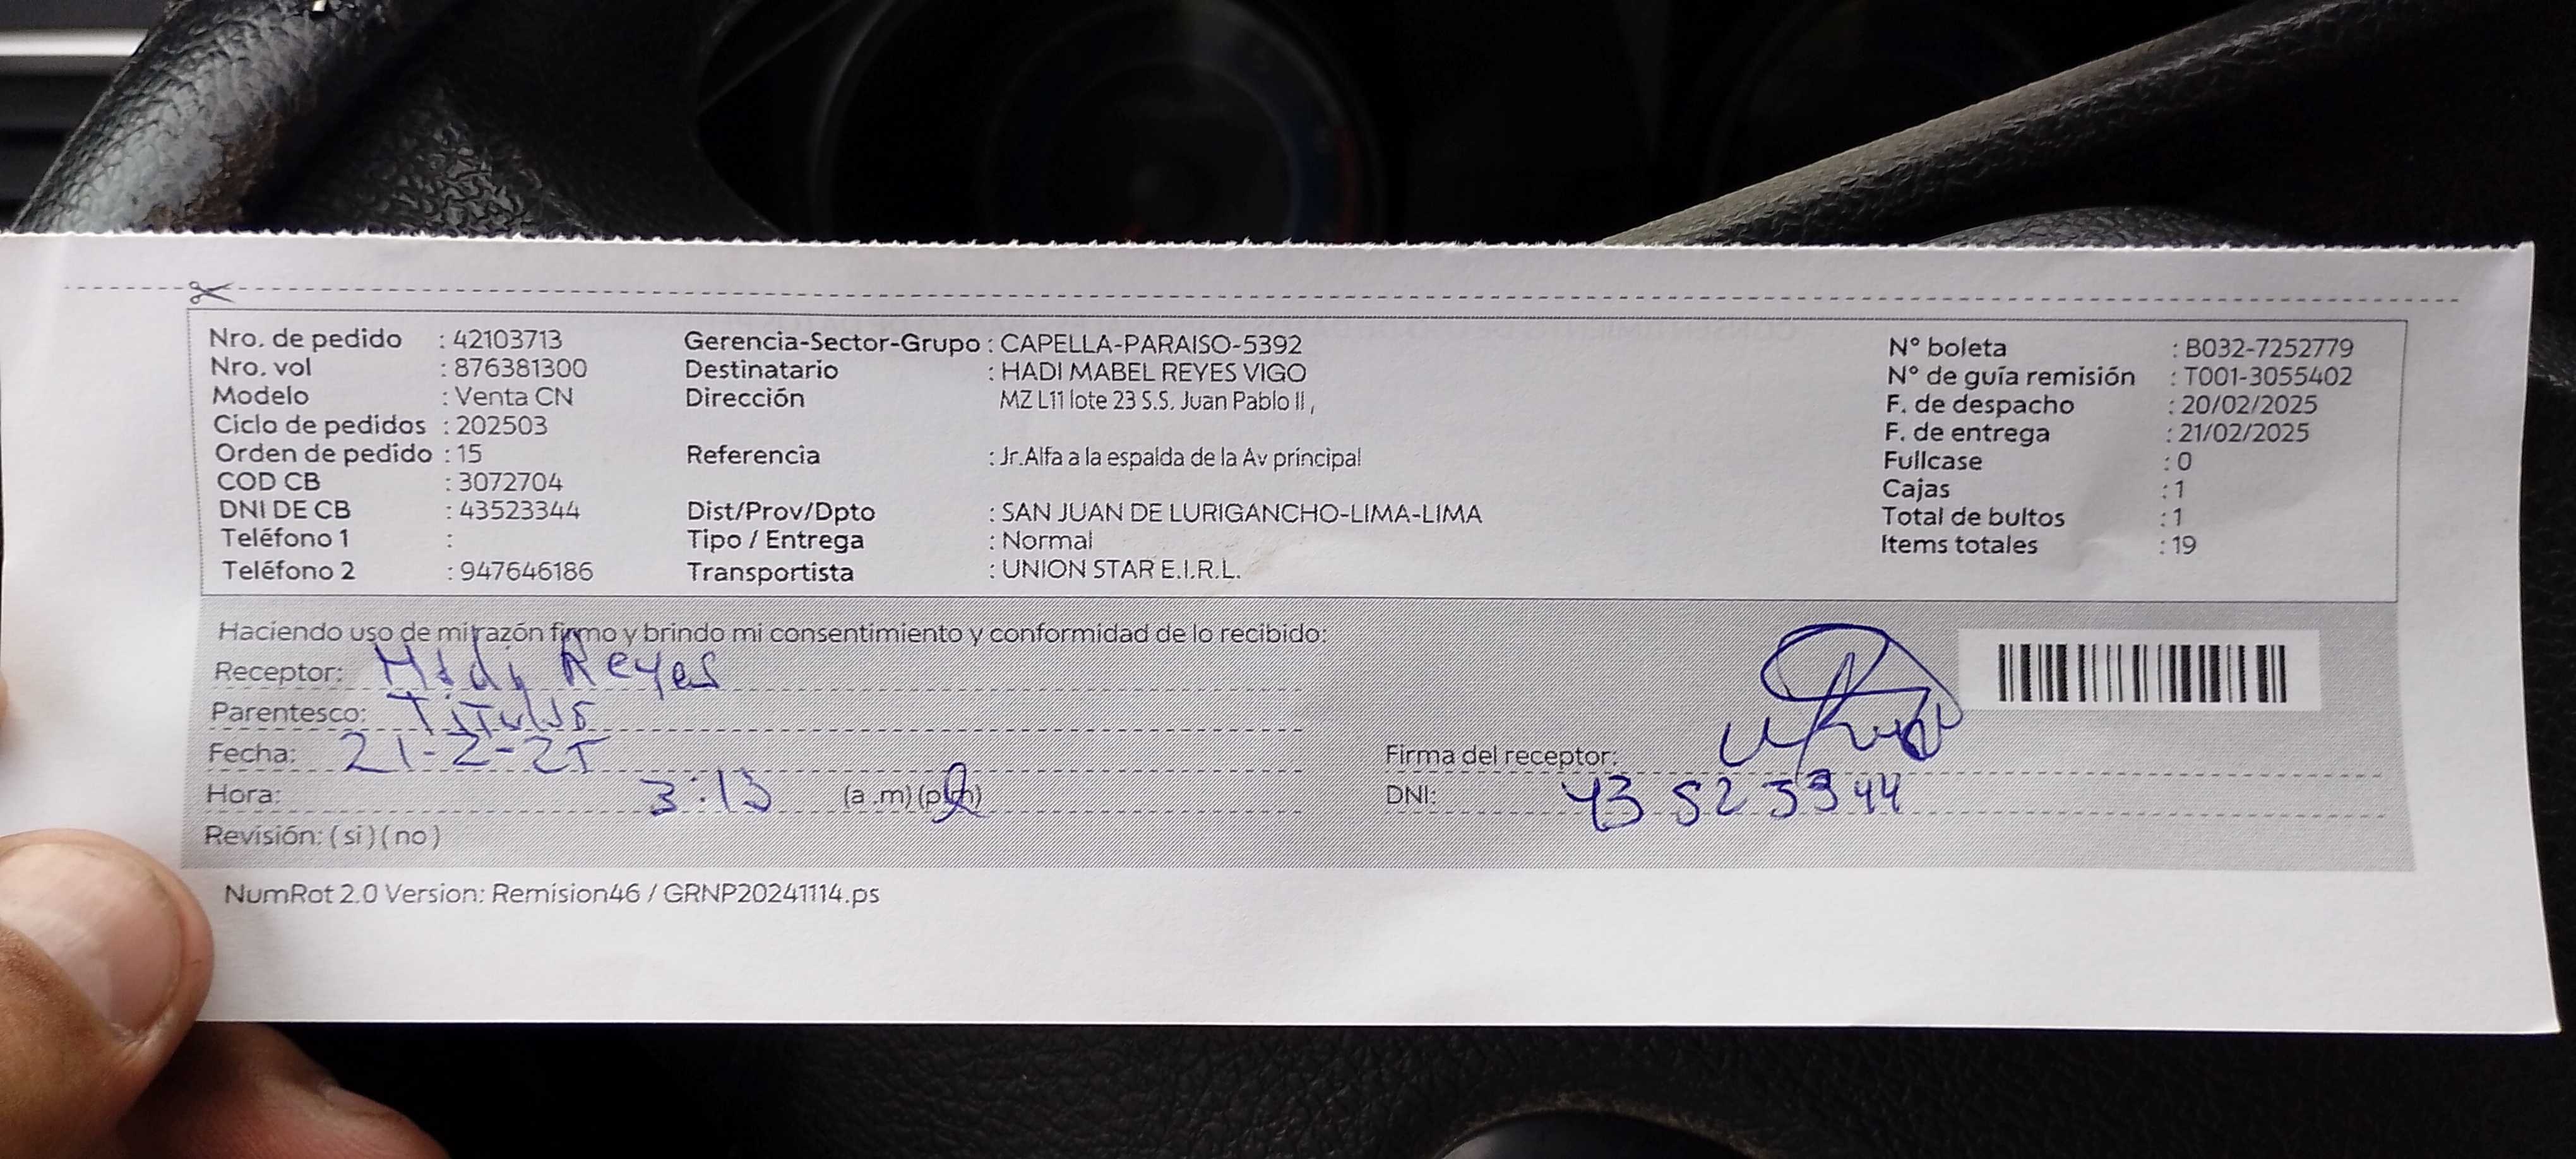 Nro. de pedido : 42103713
Nro. vol : 876381300
Modelo : Venta CN
Ciclo de pedidos : 202503
Orden de pedido : 15
COD CB : 3072704
DNI DE CB : 43523344
Teléfono 1 :
Teléfono 2 : 947646186
Gerencia-Sector-Grupo : CAPELLA-PARAISO-5392
Destinatario : HADI MABEL REYES VIGO
Dirección MZ L11 lote 23 S.S. Juan Pablo II ,
Referencia : Jr.Alfa a la espalda de la Av principal
Dist/Prov/Dpto : SAN JUAN DE LURIGANCHO-LIMA-LIMA
Tipo / Entrega : Normal
Transportista : UNION STAR E.I.R.L.
N° boleta : B032-7252779
N° de guía remisión : T001-3055402
F. de despacho : 20/02/2025
F. de entrega : 21/02/2025
Fullcase : 0
Cajas : 1
Total de bultos : 1
Items totales : 19
Haciendo uso de mi razón firmo y brindo mi consentimiento y conformidad de lo recibido:
Receptor: Hadi Reyes
Parentesco: Titular
Fecha: 21-2-25
Hora: 3:13 (a .m) (p.m)
Revisión: ( si ) ( no )
Firma del receptor:
DNI: 43523344
NumRot 2.0 Version: Remision46 / GRNP20241114.ps